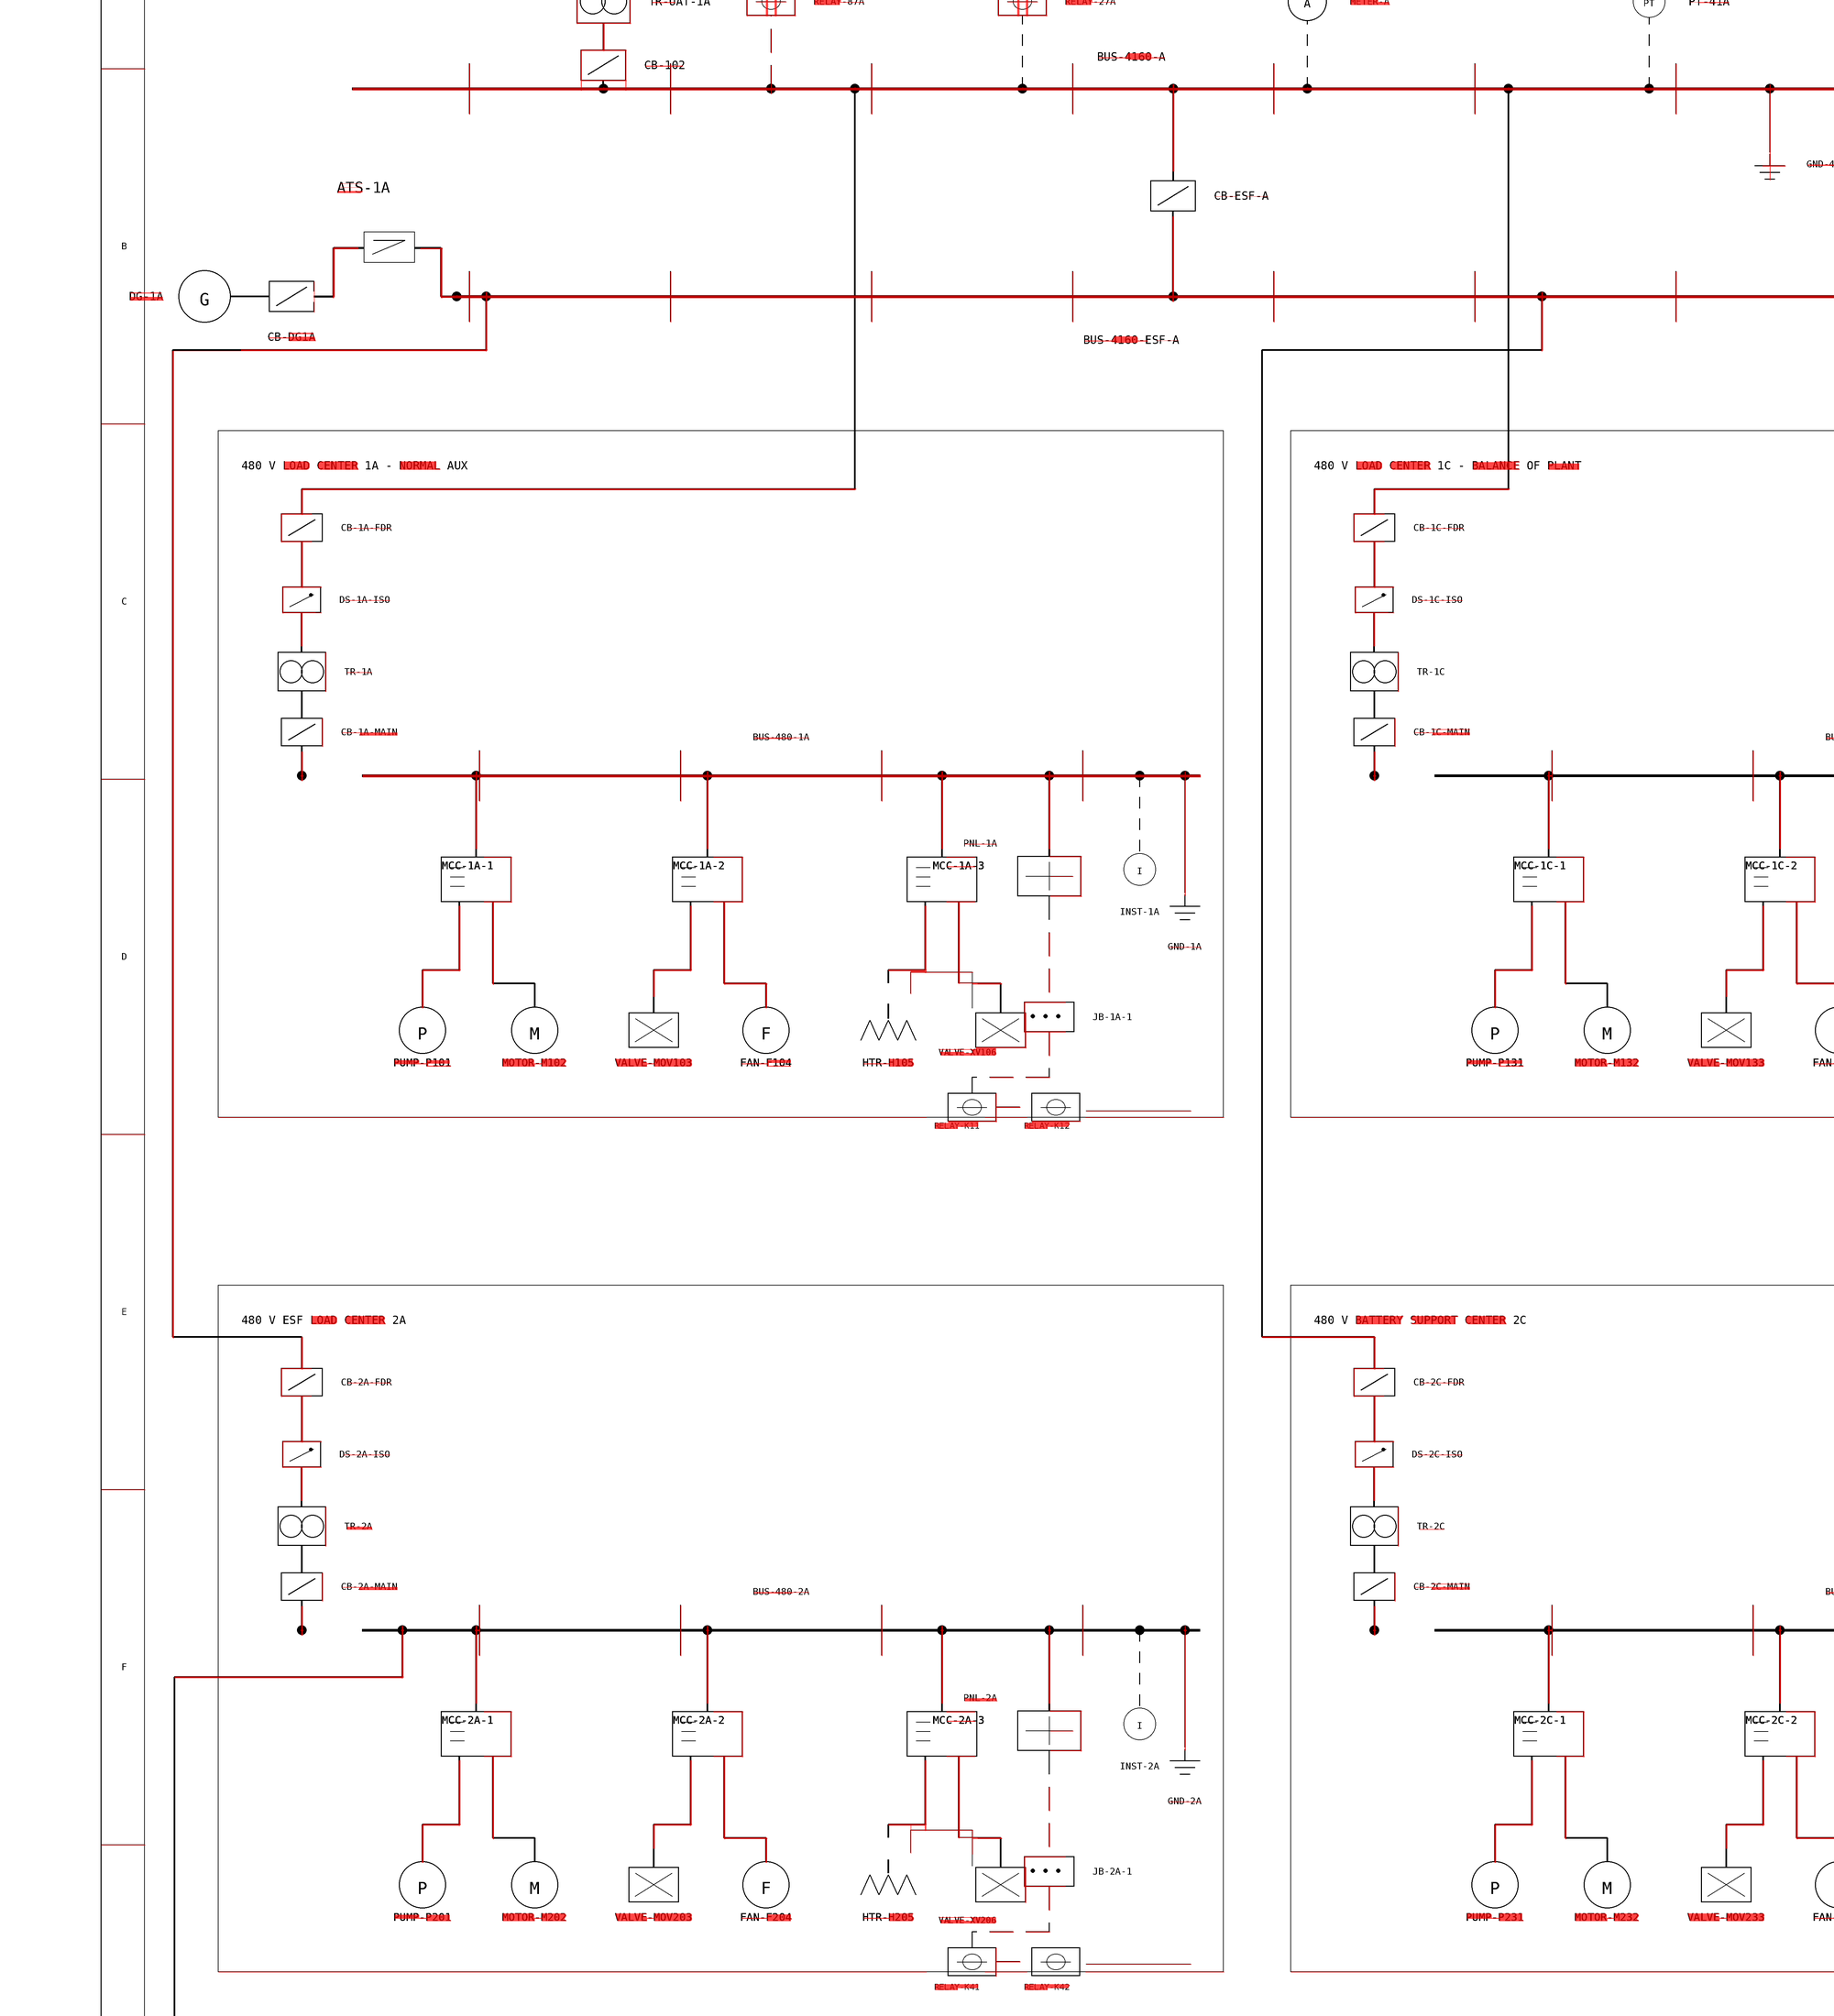 TR-UAT-1A
RELAY-87A
RELAY-27A
A
METER-A
PT
PT-41A
CB-102
BUS-4160-A
GND-4
ATS-1A
CB-ESF-A
B
DG-1A
G
CB-DG1A
BUS-4160-ESF-A
480 V LOAD CENTER 1A - NORMAL AUX
480 V LOAD CENTER 1C - BALANCE OF PLANT
CB-1A-FDR
CB-1C-FDR
C
DS-1A-ISO
DS-1C-ISO
TR-1A
TR-1C
CB-1A-MAIN
BUS-480-1A
CB-1C-MAIN
BU
PNL-1A
MCC-1A-1
MCC-1A-2
MCC-1A-3
I
MCC-1C-1
MCC-1C-2
INST-1A
GND-1A
D
JB-1A-1
P
M
F
P
M
VALVE-XV106
PUMP-P101
MOTOR-M102
VALVE-MOV103
FAN-F104
HTR-H105
PUMP-P131
MOTOR-M132
VALVE-MOV133
FAN-
RELAY-K11
RELAY-K12
E
480 V ESF LOAD CENTER 2A
480 V BATTERY SUPPORT CENTER 2C
CB-2A-FDR
CB-2C-FDR
DS-2A-ISO
DS-2C-ISO
TR-2A
TR-2C
CB-2A-MAIN
BUS-480-2A
CB-2C-MAIN
BU
F
PNL-2A
MCC-2A-1
MCC-2A-2
MCC-2A-3
I
MCC-2C-1
MCC-2C-2
INST-2A
GND-2A
JB-2A-1
P
M
F
P
M
PUMP-P201
MOTOR-M202
VALVE-MOV203
FAN-F204
HTR-H205
VALVE-XV206
PUMP-P231
MOTOR-M232
VALVE-MOV233
FAN-
RELAY-K41
RELAY-K42